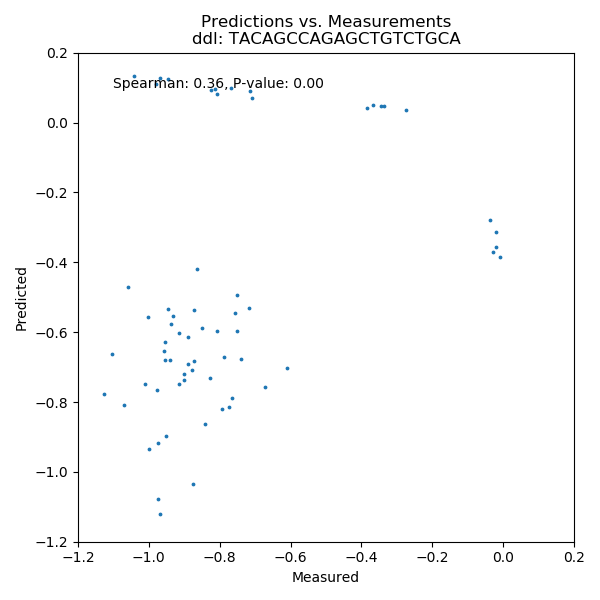 Predictions vs. Measurements
ddl: TACAGCCAGAGCTGTCTGCA
Spearman: 0.36, P-value: 0.00
0.2
0.0
−0.2
−0.4
−0.6
−0.8
−1.0
−1.2
Predicted
−1.2 −1.0 −0.8 −0.6 −0.4 −0.2 0.0 0.2
Measured